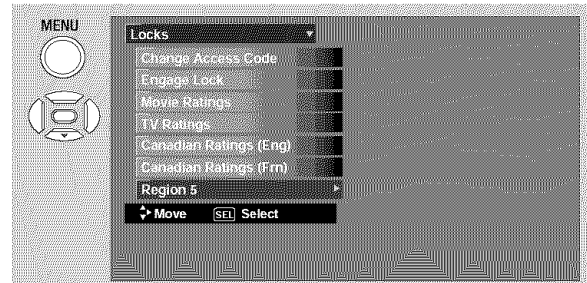 MENU
Locks
Change Access Code
Engage Lock
Movie Ratings
TV Ratings
Canadian Ratings (Eng)
Canadian Ratings (Frn)
Region 5
Move SEL Select